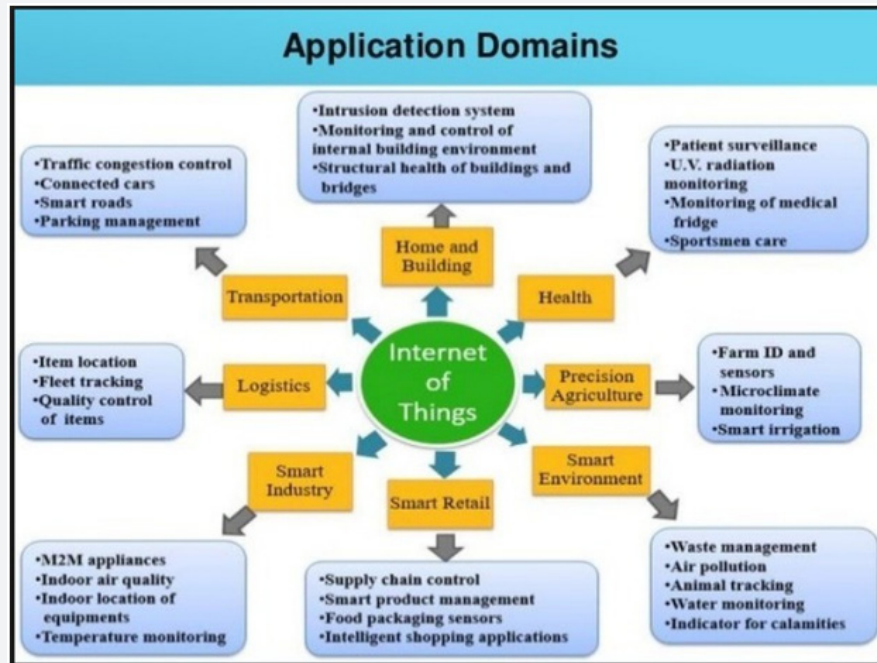 Application Domains
•Intrusion detection system
•Monitoring and control of
internal building environment
•Structural health of buildings and
bridges
•Traffic congestion control
•Connected cars
•Smart roads
•Parking management
•Patient surveillance
•U.V. radiation
monitoring
•Monitoring of medical
fridge
•Sportsmen care
Home and
Building
Transportation
Health
•Item location
•Fleet tracking
•Quality control
of items
Logistics
Internet
of
Things
Precision
Agriculture
•Farm ID and
sensors
•Microclimate
monitoring
•Smart irrigation
Smart
Industry
Smart Retail
Smart
Environment
•M2M appliances
•Indoor air quality
•Indoor location of
equipments
•Temperature monitoring
•Supply chain control
•Smart product management
•Food packaging sensors
•Intelligent shopping applications
•Waste management
•Air pollution
•Animal tracking
•Water monitoring
•Indicator for calamities